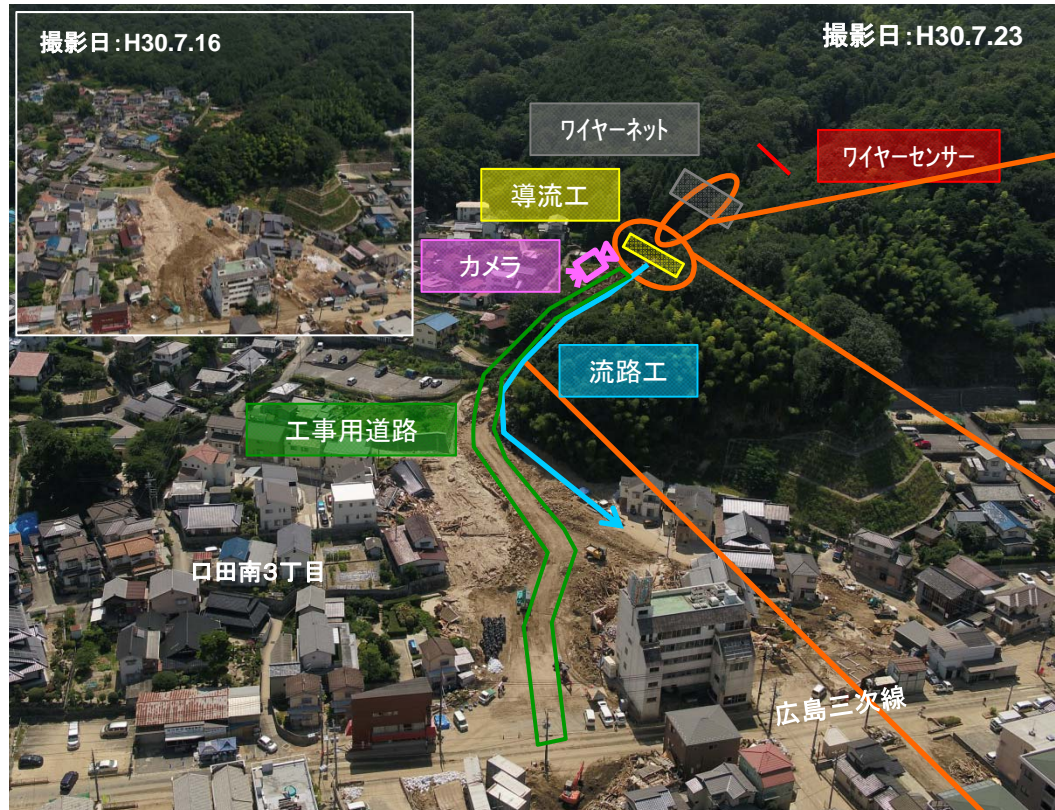 撮影日:H30.7.16
撮影日:H30.7.23
ワイヤーネット
ワイヤーセンサー
導流工
カメラ
流路工
工事用道路
口田南3丁目
広島三次線